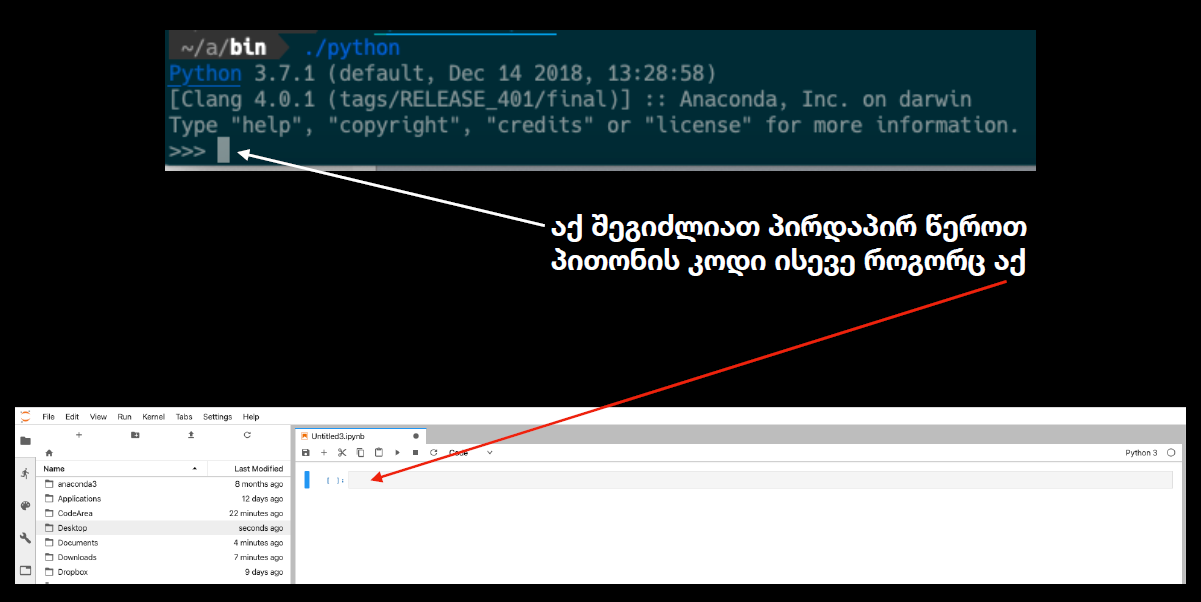 ~/a/bin ./python
Python 3.7.1 (default, Dec 14 2018, 13:28:58)
[Clang 4.0.1 (tags/RELEASE_401/final)] :: Anaconda, Inc. on darwin
Type "help", "copyright", "credits" or "license" for more information.
>>>
აქ შეგიძლიათ პირდაპირ წეროთ
პითონის კოდი ისევე როგორც აქ
File Edit View Run Kernel Tabs Settings Help
Untitled3.ipynb
Code
Python 3
[ ]:
Name Last Modified
anaconda3 8 months ago
Applications 12 days ago
CodeArea 22 minutes ago
Desktop seconds ago
Documents 4 minutes ago
Downloads 7 minutes ago
Dropbox 9 days ago